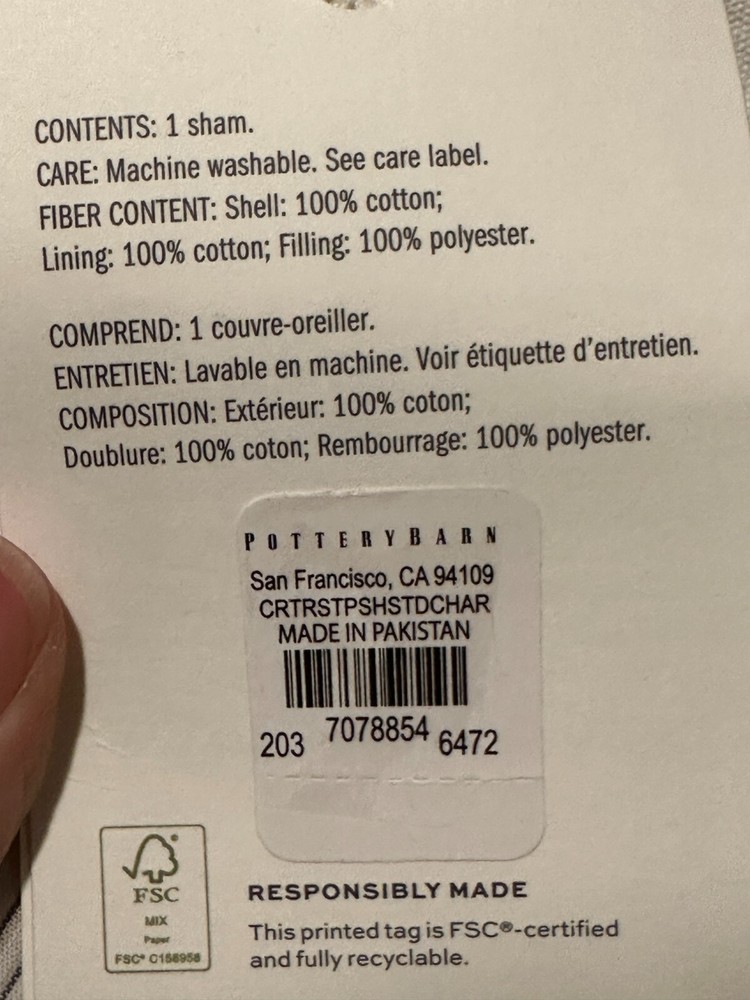 CONTENTS: 1 sham.
CARE: Machine washable. See care label.
FIBER CONTENT: Shell: 100% cotton;
Lining: 100% cotton; Filling: 100% polyester.
COMPREND: 1 couvre-oreiller.
ENTRETIEN: Lavable en machine. Voir étiquette d'entretien.
COMPOSITION: Extérieur: 100% coton;
Doublure: 100% coton; Rembourrage: 100% polyester.
POTTERYBARN
San Francisco, CA 94109
CRTRSTPSHSTDCHAR
MADE IN PAKISTAN
203 7078854 6472
FSC
MIX
Paper
FSC® C156958
RESPONSIBLY MADE
This printed tag is FSC®-certified
and fully recyclable.